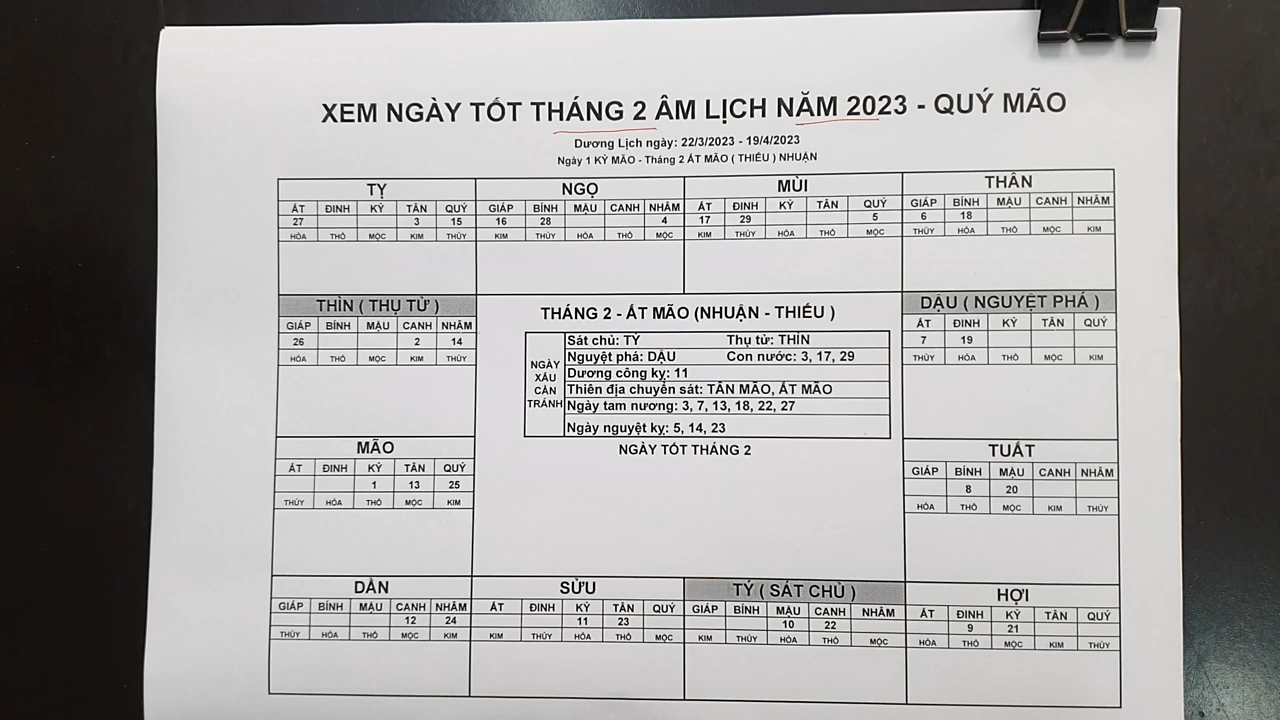 XEM NGÀY TỐT THÁNG 2 ÂM LỊCH NĂM 2023 - QUÝ MÃO
Dương Lịch ngày: 22/3/2023 - 19/4/2023
Ngày 1 KỶ MÃO - Tháng 2 ẤT MÃO ( THIẾU ) NHUẬN
TỴ
ẤT ĐINH KỶ TÂN QUÝ
27 3 15
HỎA THỔ MỘC KIM THỦY
NGỌ
GIÁP BÍNH MẬU CANH NHÂM
16 28 4
KIM THỦY HỎA THỔ MỘC
MÙI
ẤT ĐINH KỶ TÂN QUÝ
17 29 5
KIM THỦY HỎA THỔ MỘC
THÂN
GIÁP BÍNH MẬU CANH NHÂM
6 18
THỦY HỎA THỔ MỘC KIM
THÌN ( THỤ TỬ )
GIÁP BÍNH MẬU CANH NHÂM
26 2 14
HỎA THỔ MỘC KIM THỦY
THÁNG 2 - ẤT MÃO (NHUẬN - THIẾU )
NGÀY
XẤU
CẦN
TRÁNH
Sát chủ: TÝ Thụ tử: THÌN
Nguyệt phá: DẬU Con nước: 3, 17, 29
Dương công kỵ: 11
Thiên địa chuyển sát: TÂN MÃO, ẤT MÃO
Ngày tam nương: 3, 7, 13, 18, 22, 27
Ngày nguyệt kỵ: 5, 14, 23
NGÀY TỐT THÁNG 2
DẬU ( NGUYỆT PHÁ )
ẤT ĐINH KỶ TÂN QUÝ
7 19
THỦY HỎA THỔ MỘC KIM
MÃO
ẤT ĐINH KỶ TÂN QUÝ
1 13 25
THỦY HỎA THỔ MỘC KIM
TUẤT
GIÁP BÍNH MẬU CANH NHÂM
8 20
HỎA THỔ MỘC KIM THỦY
DẦN
GIÁP BÍNH MẬU CANH NHÂM
12 24
THỦY HỎA THỔ MỘC KIM
SỬU
ẤT ĐINH KỶ TÂN QUÝ
11 23
KIM THỦY HỎA THỔ MỘC
TÝ ( SÁT CHỦ )
GIÁP BÍNH MẬU CANH NHÂM
10 22
KIM THỦY HỎA THỔ MỘC
HỢI
ẤT ĐINH KỶ TÂN QUÝ
9 21
HỎA THỔ MỘC KIM THỦY